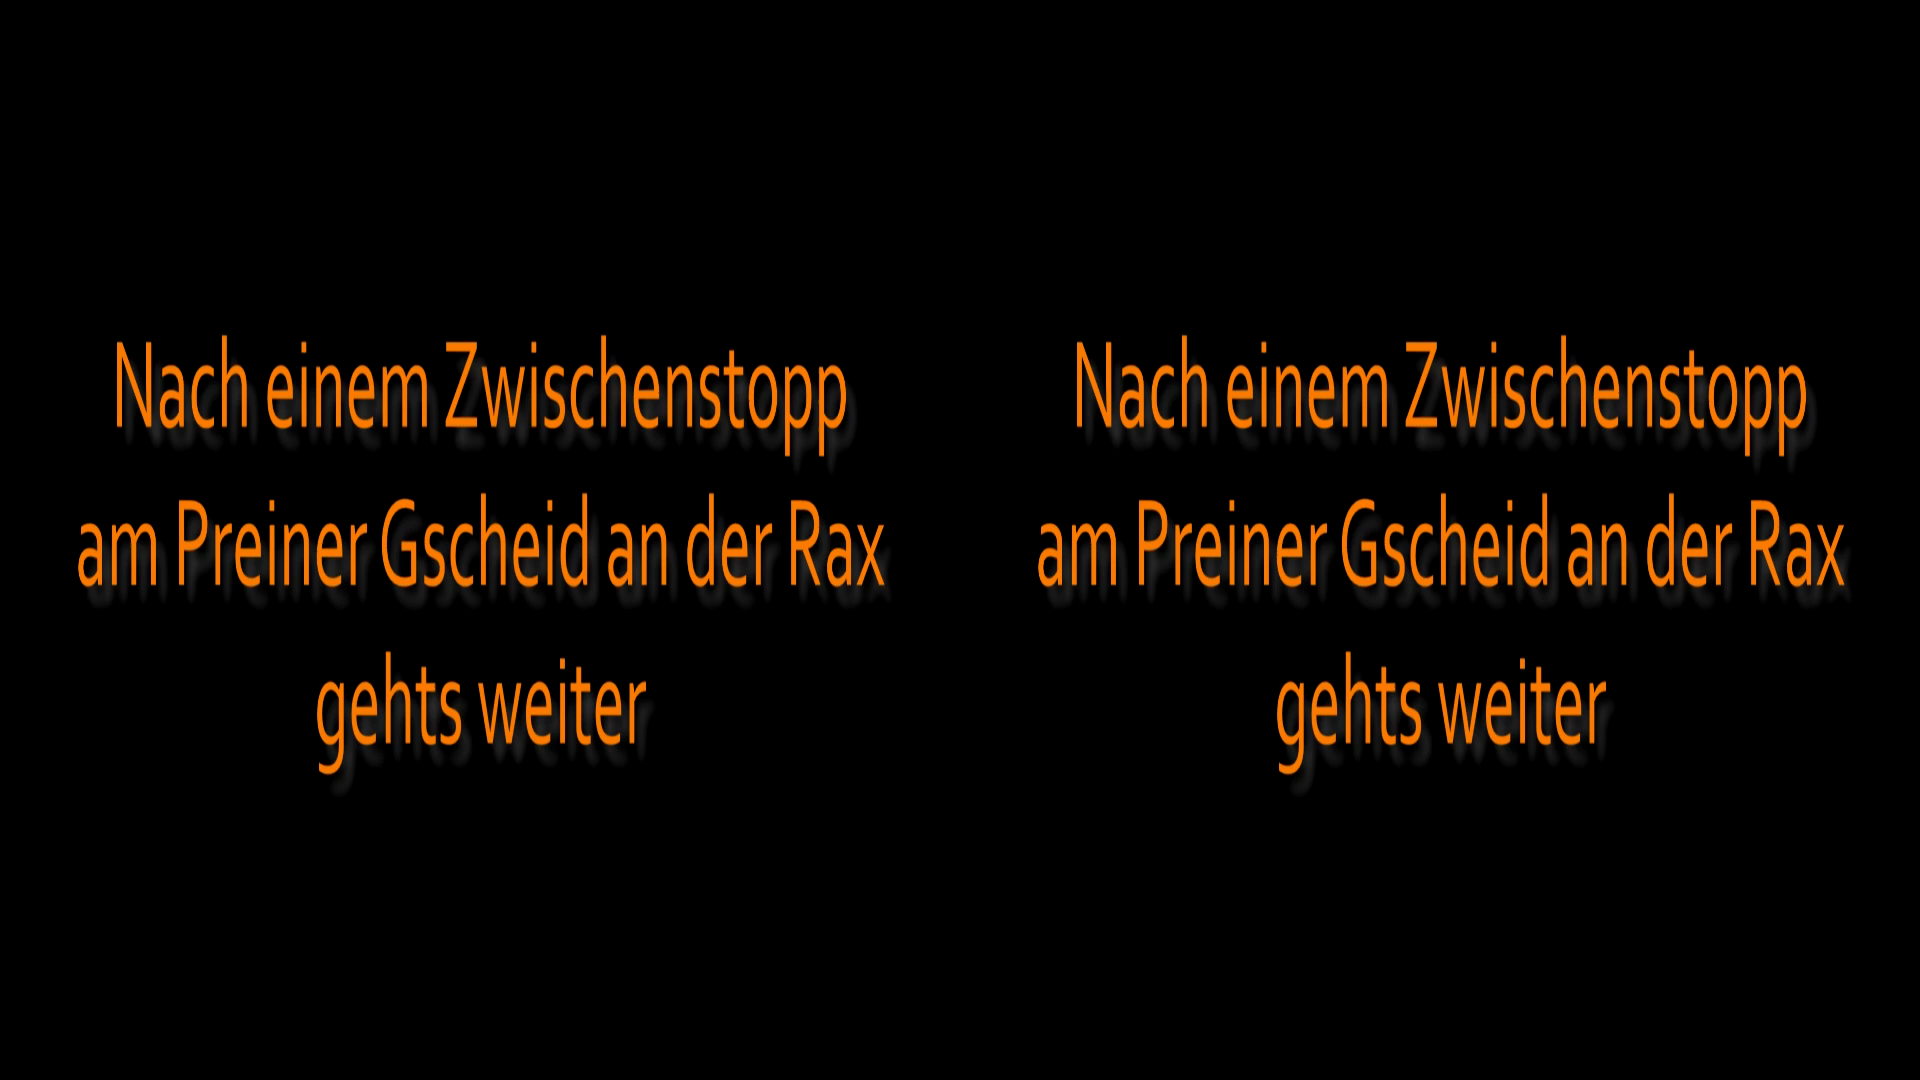 Nach einem Zwischenstopp
am Preiner Gscheid an der Rax
gehts weiter
Nach einem Zwischenstopp
am Preiner Gscheid an der Rax
gehts weiter